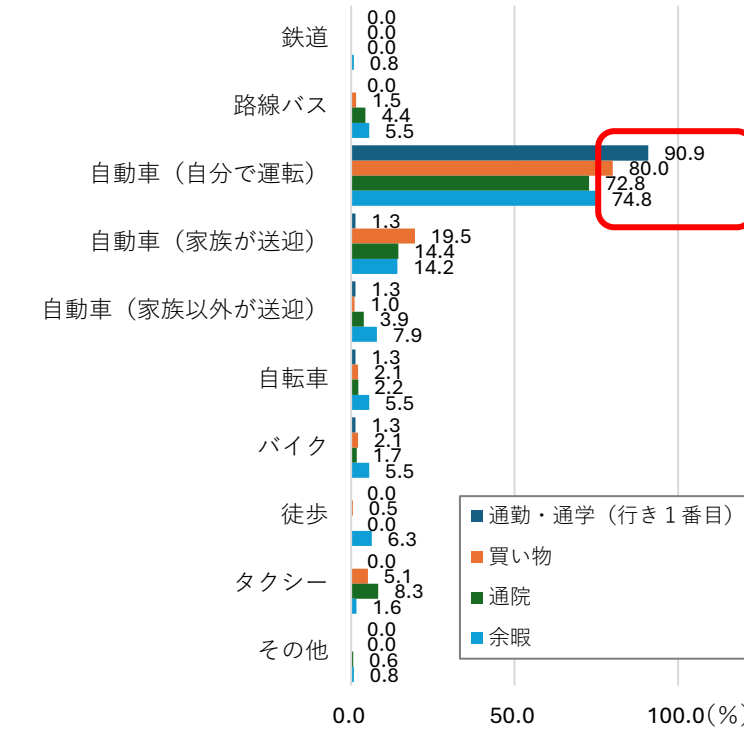 鉄道
0.0
0.0
0.0
0.8
路線バス
0.0
1.5
4.4
5.5
自動車（自分で運転）
90.9
80.0
72.8
74.8
自動車（家族が送迎）
1.3
19.5
14.4
14.2
自動車（家族以外が送迎）
1.3
1.0
3.9
7.9
自転車
1.3
2.1
2.2
5.5
バイク
1.3
2.1
1.7
5.5
徒歩
0.0
0.5
0.0
6.3
タクシー
0.0
5.1
8.3
1.6
その他
0.0
0.0
0.6
0.8
通勤・通学（行き１番目）
買い物
通院
余暇
0.0 50.0 100.0(%)